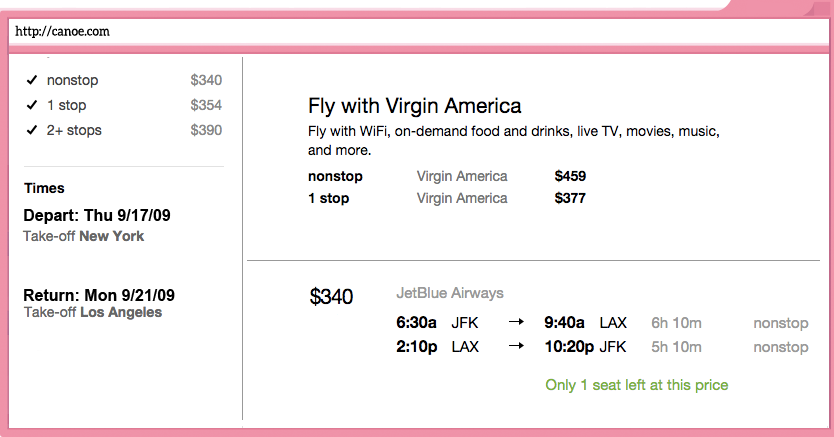 http://canoe.com
✓ nonstop $340
✓ 1 stop $354
✓ 2+ stops $390
Times
Depart: Thu 9/17/09
Take-off New York
Return: Mon 9/21/09
Take-off Los Angeles
Fly with Virgin America
Fly with WiFi, on-demand food and drinks, live TV, movies, music,
and more.
nonstop Virgin America $459
1 stop Virgin America $377
$340 JetBlue Airways
6:30a JFK → 9:40a LAX 6h 10m nonstop
2:10p LAX → 10:20p JFK 5h 10m nonstop
Only 1 seat left at this price